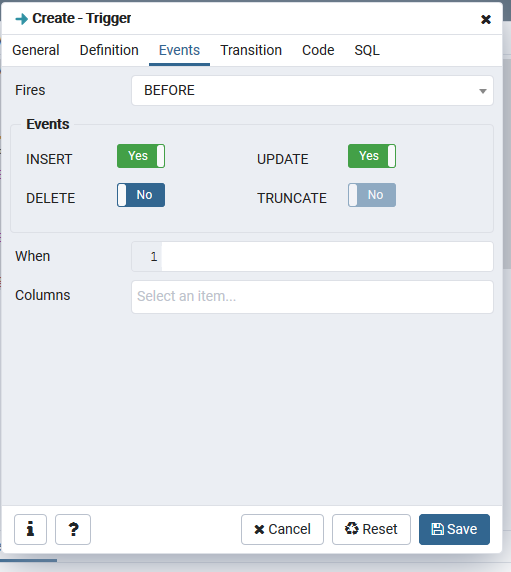 Create - Trigger
General Definition Events Transition Code SQL
Fires BEFORE
Events
INSERT Yes UPDATE Yes
DELETE No TRUNCATE No
When 1
Columns Select an item...
i ? Cancel Reset Save